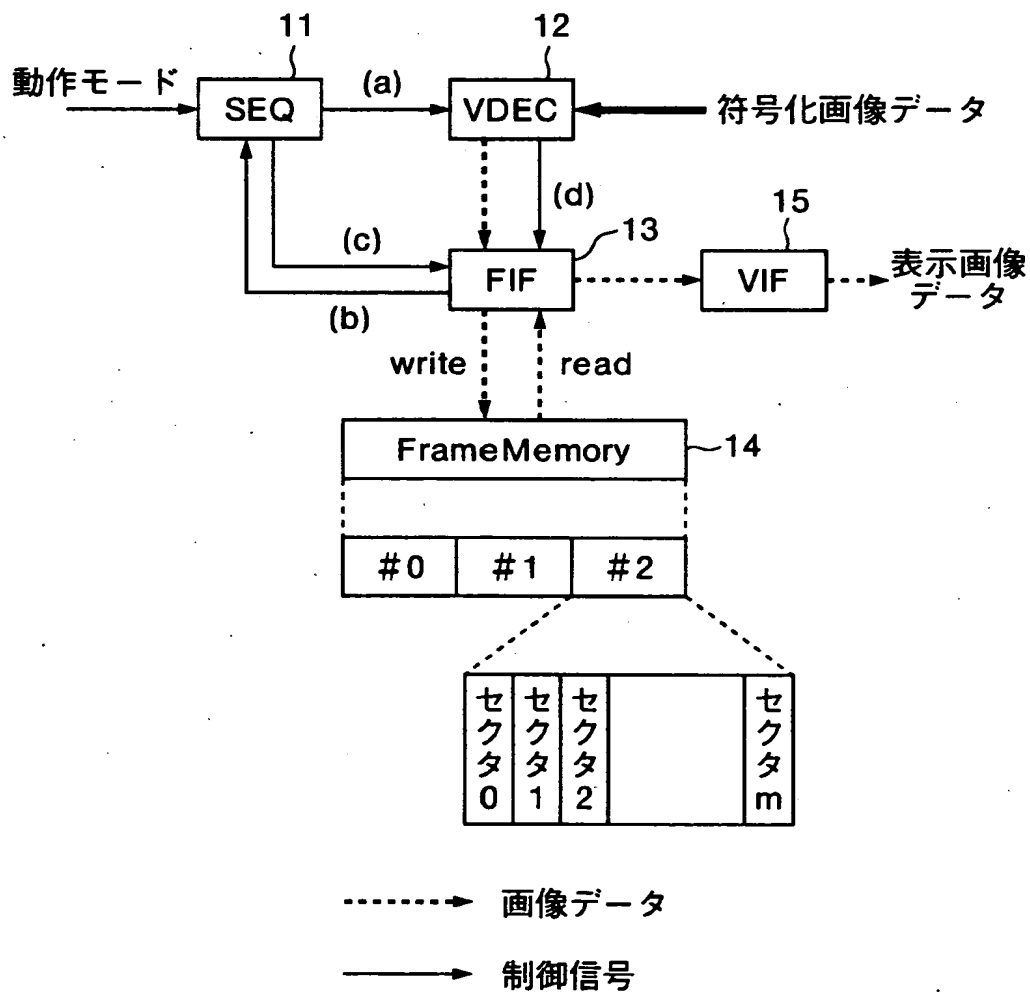 11
12
動作モード
SEQ
(a)
VDEC
符号化画像データ
(d)
(c)
13
15
FIF
VIF
表示画像
データ
(b)
write
read
FrameMemory
14
#0
#1
#2
セクタ0
セクタ1
セクタ2
セクタm
画像データ
制御信号